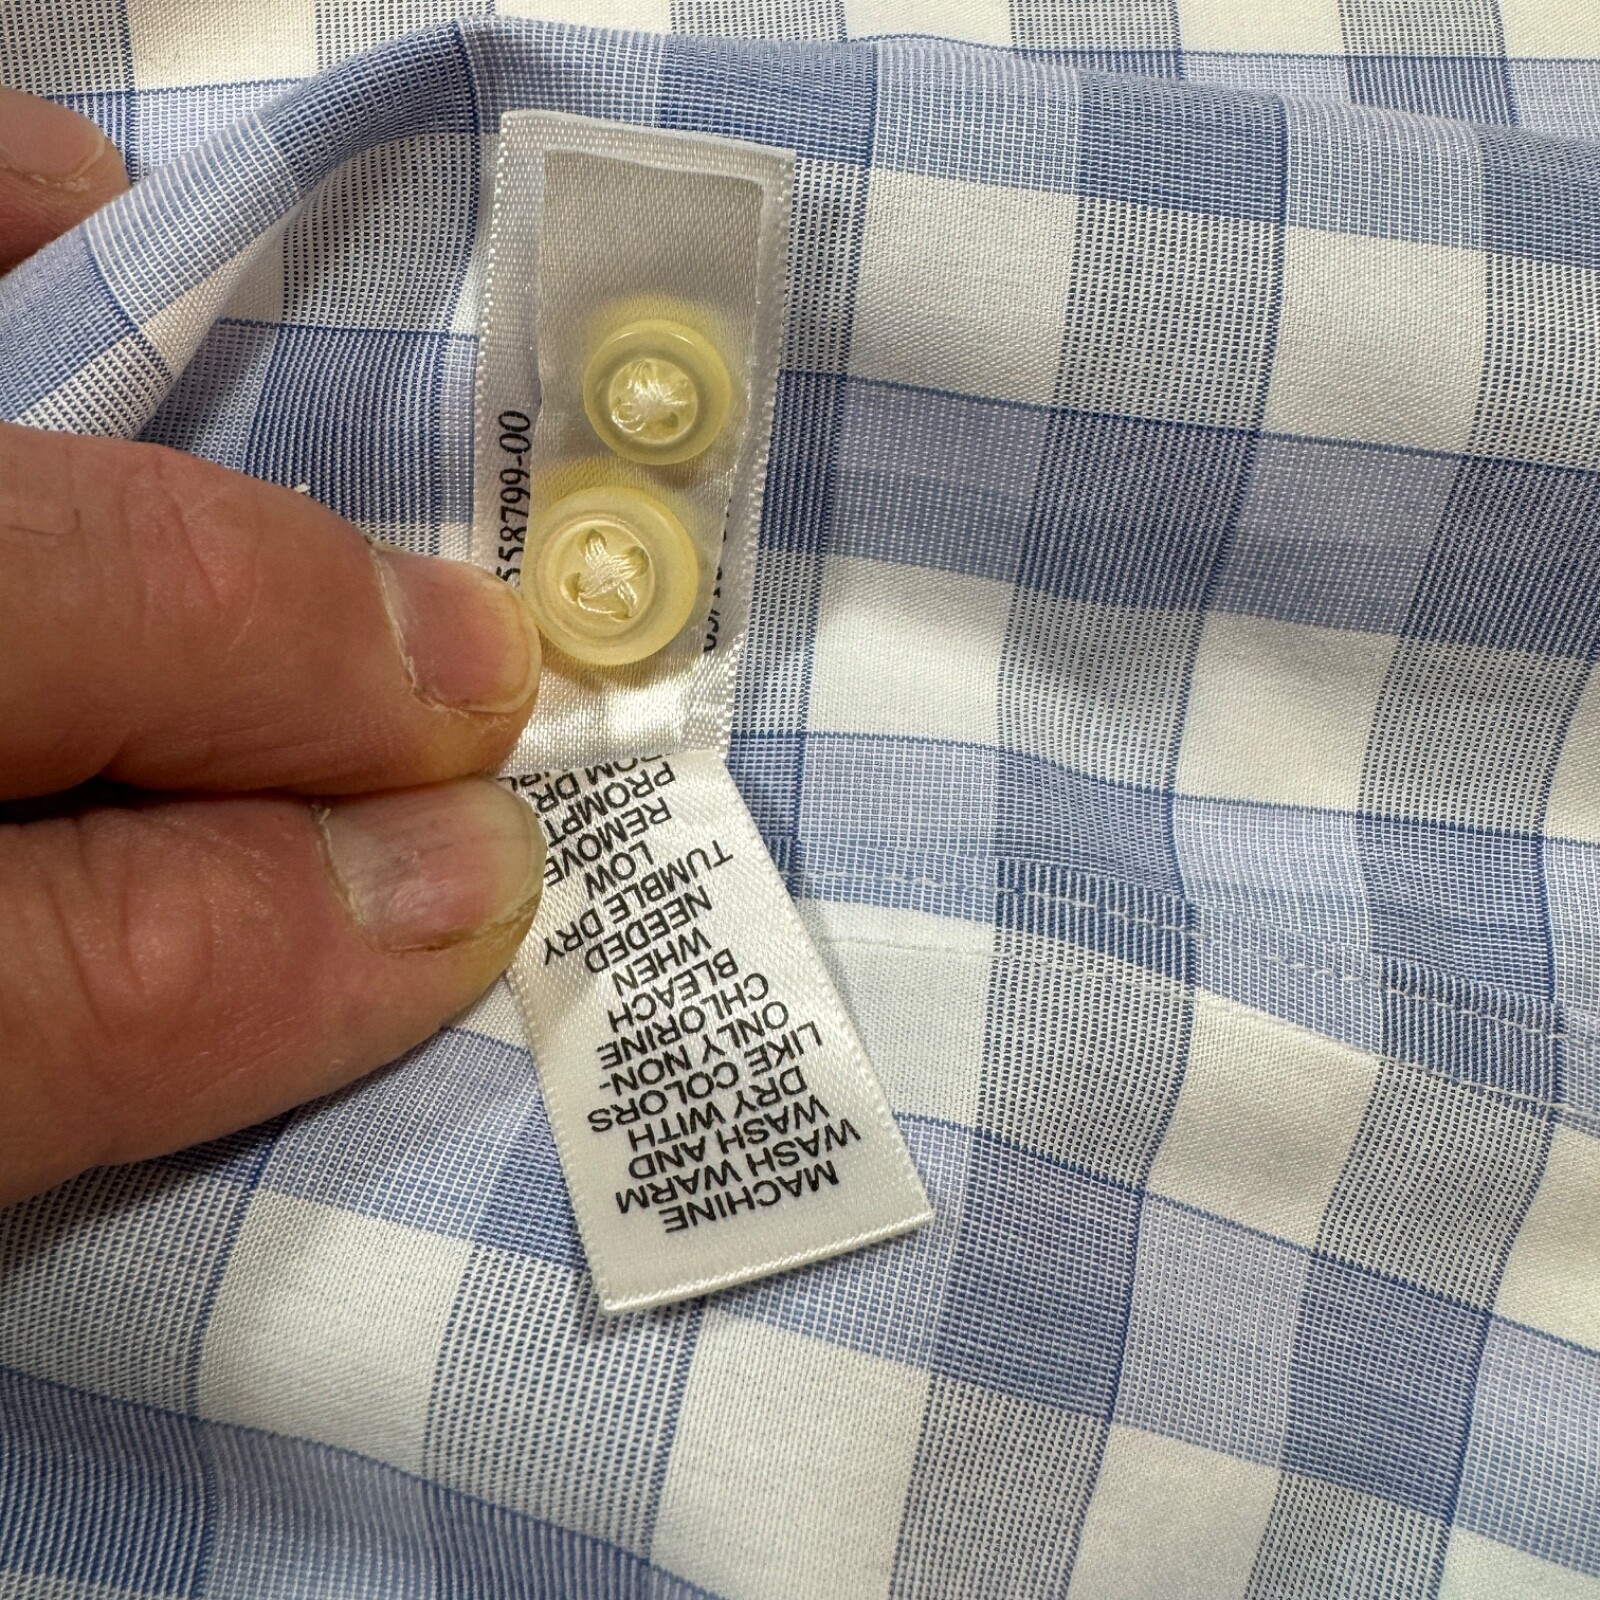 558799-00
MACHINE
WASH WARM
WASH AND
DRY WITH
LIKE COLORS
ONLY NON-
CHLORINE
BLEACH
WHEN
NEEDED
TUMBLE DRY
LOW
REMOVE
PROMPT